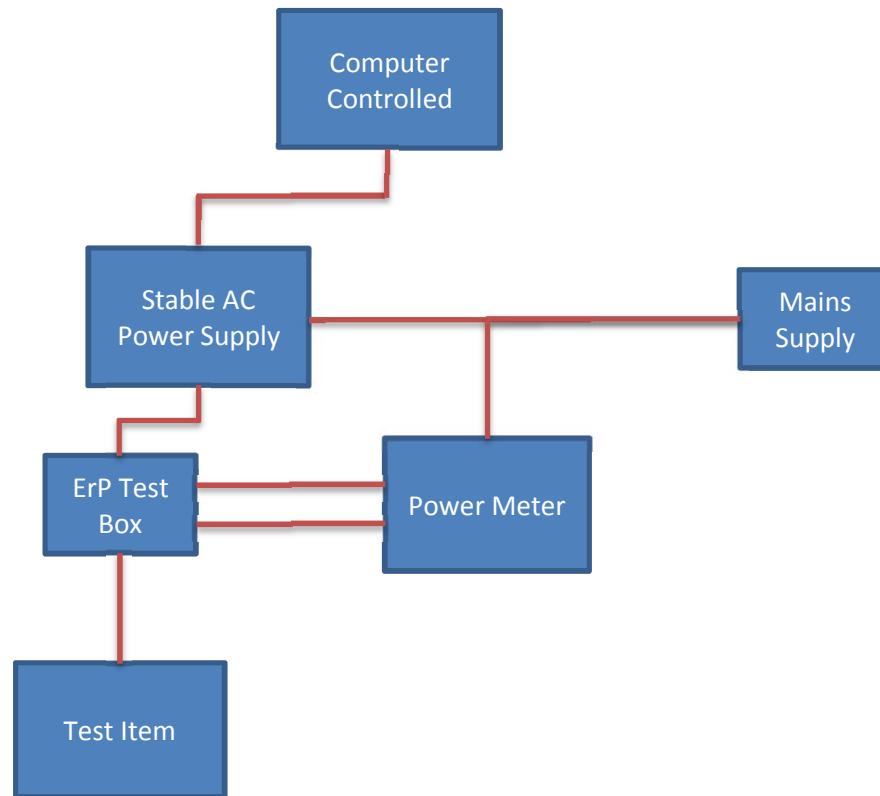 Computer
Controlled
Stable AC
Power Supply
Mains
Supply
ErP Test
Box
Power Meter
Test Item